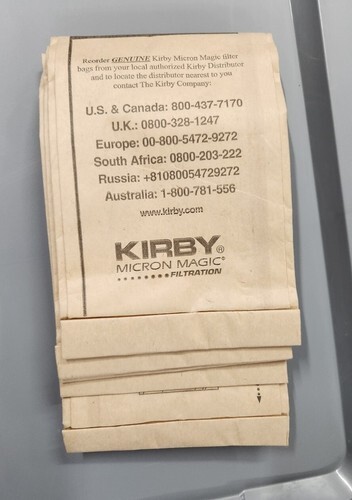 Reorder GENUINE Kirby Micron Magic filter
bags from your local authorized Kirby Distributor
and to locate the distributor nearest to you
contact The Kirby Company:
U.S. & Canada: 800-437-7170
U.K.: 0800-328-1247
Europe: 00-800-5472-9272
South Africa: 0800-203-222
Russia: +81080054729272
Australia: 1-800-781-556
www.kirby.com
KIRBY®
MICRON MAGIC®
FILTRATION